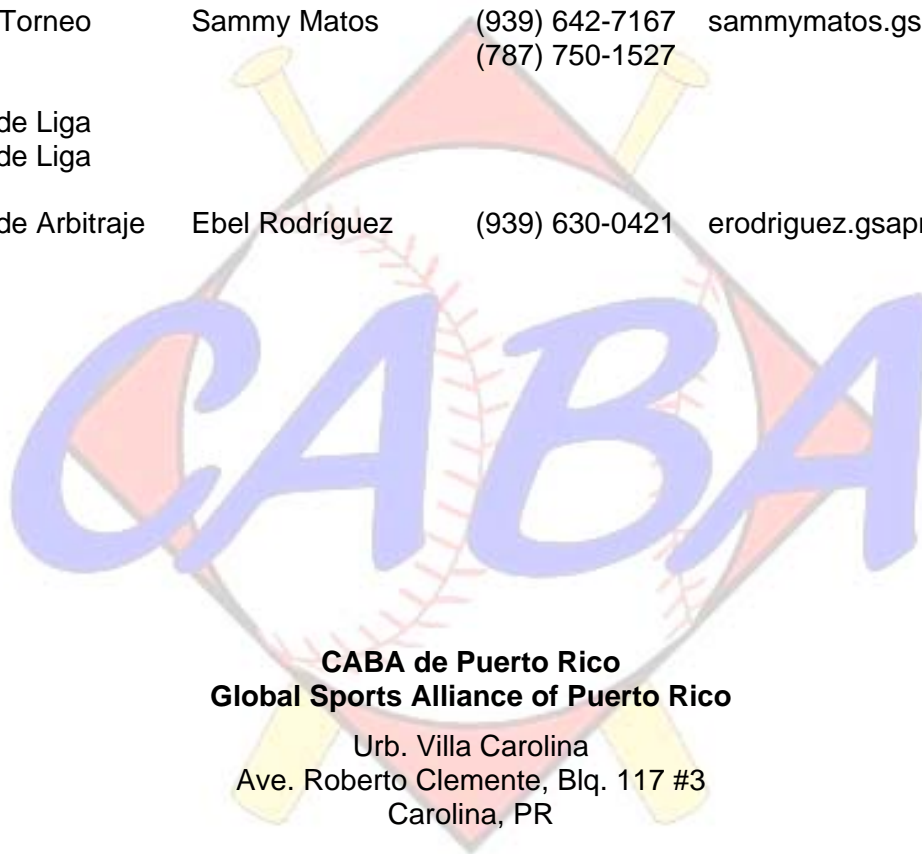 Torneo Sammy Matos (939) 642-7167 sammymatos.gs
(787) 750-1527
de Liga
de Liga
de Arbitraje Ebel Rodríguez (939) 630-0421 erodriguez.gsapr
CABA
CABA de Puerto Rico
Global Sports Alliance of Puerto Rico
Urb. Villa Carolina
Ave. Roberto Clemente, Blq. 117 #3
Carolina, PR